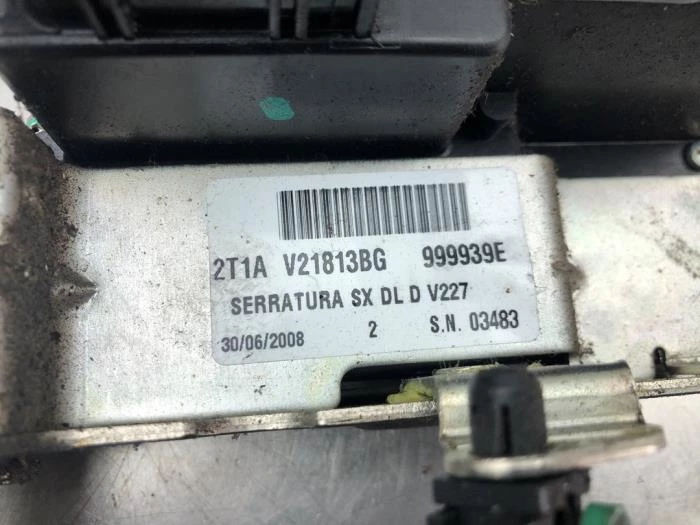 2T1A V21813BG 999939E
SERRATURA SX DL D V227
30/06/2008 2 S.N. 03483